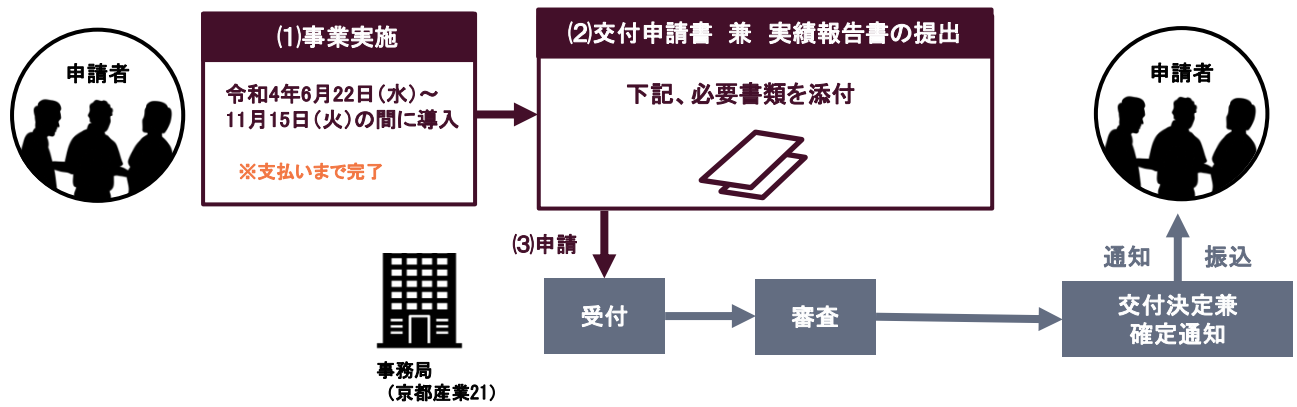 申請者
(1)事業実施
令和4年6月22日(水)～
11月15日(火)の間に導入
※支払いまで完了
(2)交付申請書 兼 実績報告書の提出
下記、必要書類を添付
(3)申請
申請者
通知 振込
受付
審査
交付決定兼
確定通知
事務局
(京都産業21)